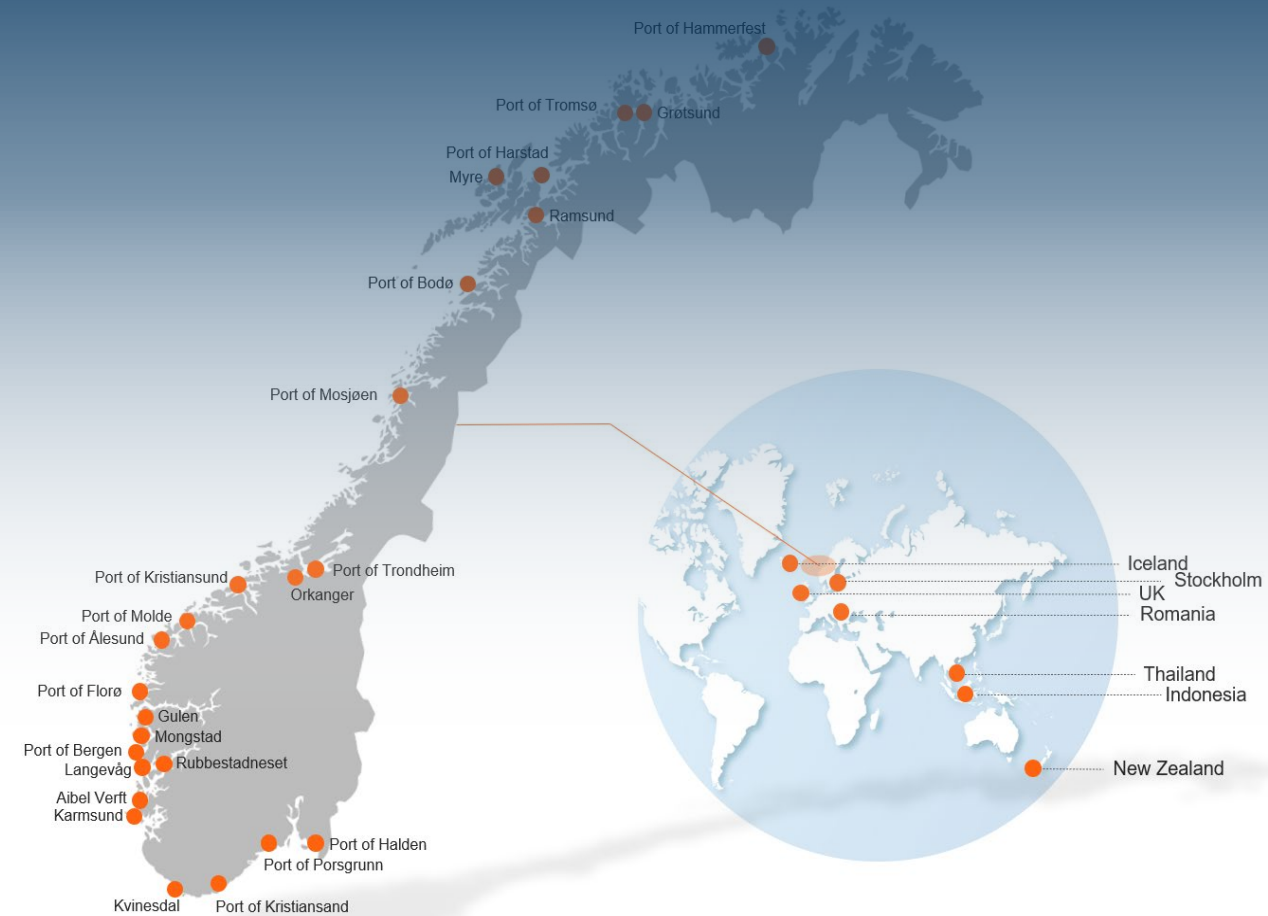 Port of Hammerfest
Port of Tromsø
Grøtsund
Port of Harstad
Myre
Ramsund
Port of Bodø
Port of Mosjøen
Iceland
Port of Trondheim
Port of Kristiansund
Stockholm
Orkanger
UK
Romania
Port of Molde
Port of Ålesund
Thailand
Port of Florø
Indonesia
Gulen
Mongstad
Port of Bergen
Rubbestadneset
Langevåg
New Zealand
Aibel Verft
Karmsund
Port of Halden
Port of Porsgrunn
Kvinesdal
Port of Kristiansand